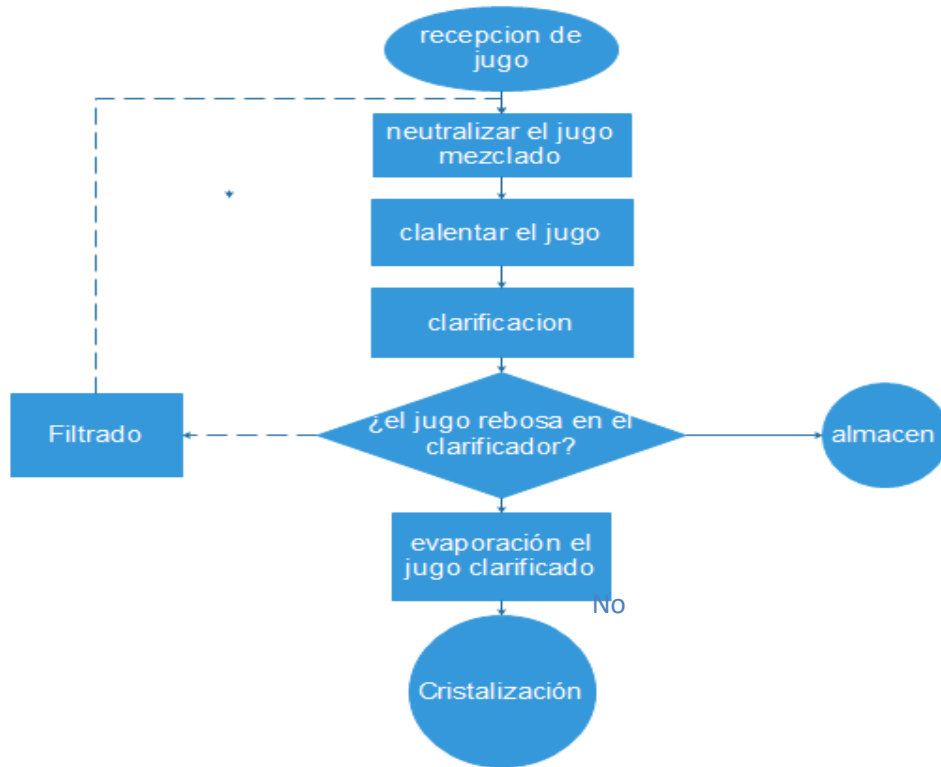 recepcion de
jugo
neutralizar el jugo
mezclado
clalentar el jugo
clarificacion
¿el jugo rebosa en el
clarificador?
Filtrado
almacen
evaporación el
jugo clarificado
No
Cristalización